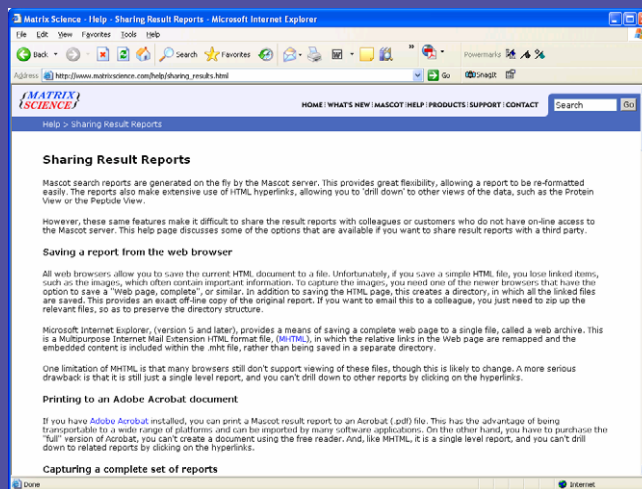 Matrix Science - Help - Sharing Result Reports - Microsoft Internet Explorer
File Edit View Favorites Tools Help
Back Search Favorites Powermarks
Address http://www.matrixscience.com/help/sharing_results.html Go SnagIt
{MATRIX}
{SCIENCE}
HOME | WHAT'S NEW | MASCOT | HELP | PRODUCTS | SUPPORT | CONTACT Search Go
Help > Sharing Result Reports
Sharing Result Reports
Mascot search reports are generated on the fly by the Mascot server. This provides great flexibility, allowing a report to be re-formatted
easily. The reports also make extensive use of HTML hyperlinks, allowing you to 'drill down' to other views of the data, such as the Protein
View or the Peptide View.
However, these same features make it difficult to share the result reports with colleagues or customers who do not have on-line access to
the Mascot server. This help page discusses some of the options that are available if you want to share result reports with a third party.
Saving a report from the web browser
All web browsers allow you to save the current HTML document to a file. Unfortunately, if you save a simple HTML file, you lose linked items,
such as the images, which often contain important information. To capture the images, you need one of the newer browsers that have the
option to save a "Web page, complete", or similar. In addition to saving the HTML page, this creates a directory, in which all the linked files
are saved. This provides an exact off-line copy of the original report. If you want to email this to a colleague, you just need to zip up the
relevant files, so as to preserve the directory structure.
Microsoft Internet Explorer, (version 5 and later), provides a means of saving a complete web page to a single file, called a web archive. This
is a Multipurpose Internet Mail Extension HTML format file, (MHTML), in which the relative links in the Web page are remapped and the
embedded content is included within the .mht file, rather than being saved in a separate directory.
One limitation of MHTML is that many browsers still don't support viewing of these files, though this is likely to change. A more serious
drawback is that it is still just a single level report, and you can't drill down to other reports by clicking on the hyperlinks.
Printing to an Adobe Acrobat document
If you have Adobe Acrobat installed, you can print a Mascot result report to an Acrobat (.pdf) file. This has the advantage of being
transportable to a wide range of platforms and can be imported by many software applications. On the other hand, you have to purchase the
"full" version of Acrobat, you can't create a document using the free reader. And, like MHTML, it is a single level report, and you can't drill
down to related reports by clicking on the hyperlinks.
Capturing a complete set of reports
Done Internet